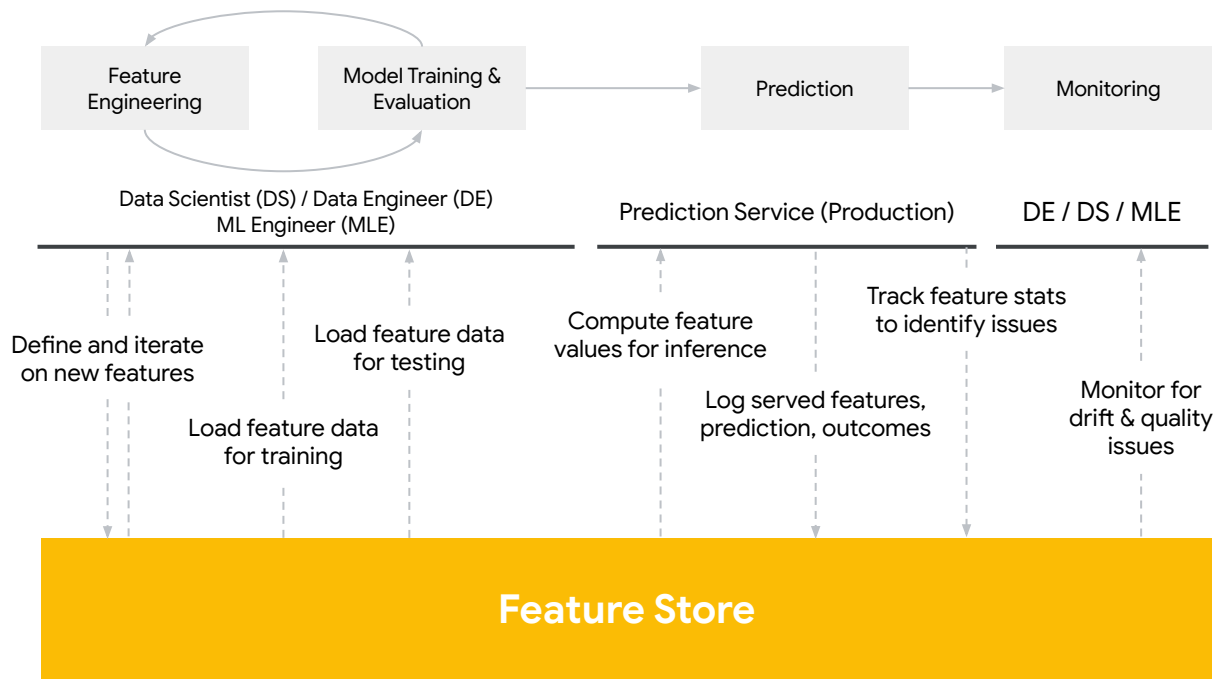 Feature
Engineering
Model Training &
Evaluation
Prediction
Monitoring
Data Scientist (DS) / Data Engineer (DE)
ML Engineer (MLE)
Prediction Service (Production)
DE / DS / MLE
Define and iterate
on new features
Load feature data
for training
Load feature data
for testing
Compute feature
values for inference
Log served features,
prediction, outcomes
Track feature stats
to identify issues
Monitor for
drift & quality
issues
Feature Store